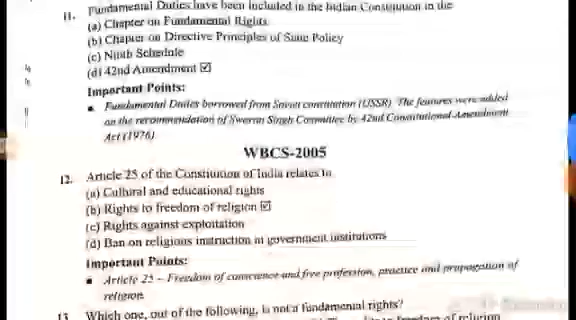 11. Fundamental Duties have been included in the Indian Constitution in the
(a) Chapter on Fundamental Rights
(b) Chapter on Directive Principles of State Policy
(c) Ninth Schedule
(d) 42nd Amendment ☑
Important Points:
■ Fundamental Duties borrowed from Soviet constitution (USSR). The features were added
on the recommendation of Swaran Singh Committee by 42nd Constitutional Amendment
Act (1976)
WBCS-2005
12. Article 25 of the Constitution of India relates to
(a) Cultural and educational rights
(b) Rights to freedom of religion ☑
(c) Rights against exploitation
(d) Ban on religious instruction in government institutions
Important Points:
■ Article 25 – Freedom of conscience and free profession, practice and propagation of
religion.
13. Which one, out of the following, is not a fundamental rights?
freedom of religion